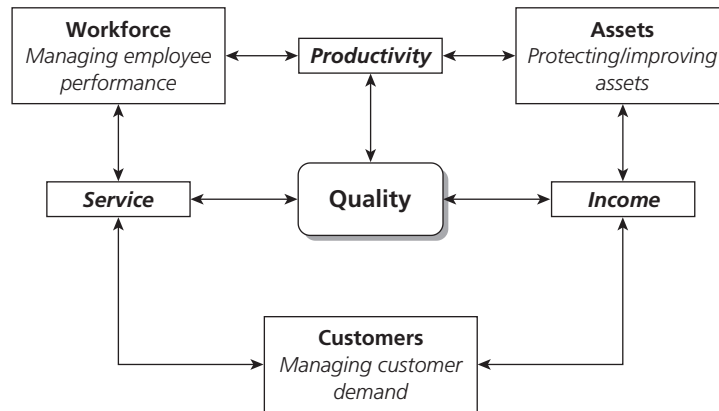 Workforce
Managing employee
performance
Productivity
Assets
Protecting/improving
assets
Service
Quality
Income
Customers
Managing customer
demand